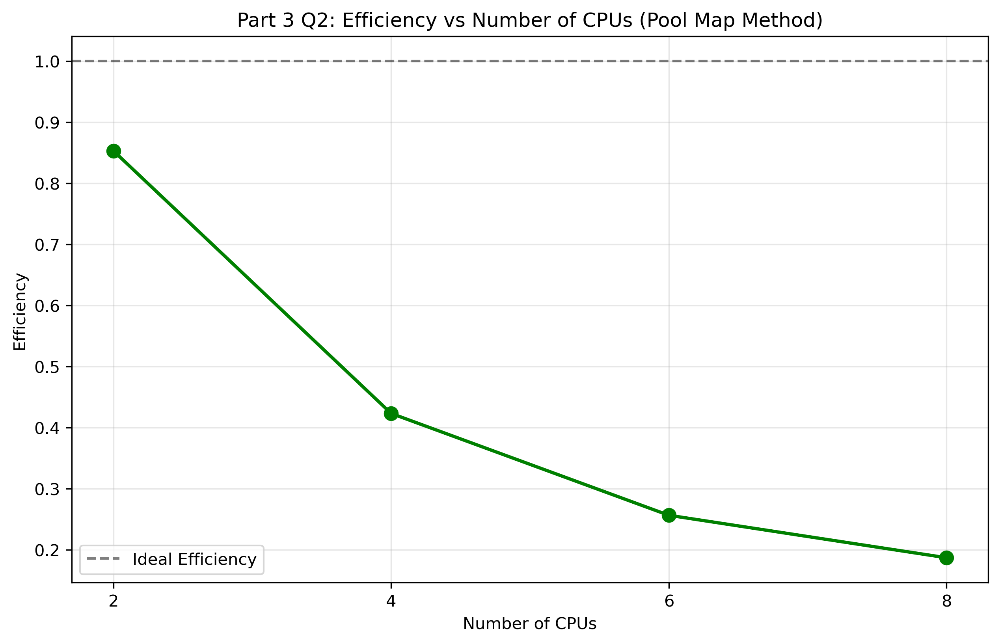 Part 3 Q2: Efficiency vs Number of CPUs (Pool Map Method)
1.0
0.9
0.8
0.7
0.6
0.5
0.4
0.3
0.2
Efficiency
Ideal Efficiency
2 4 6 8
Number of CPUs